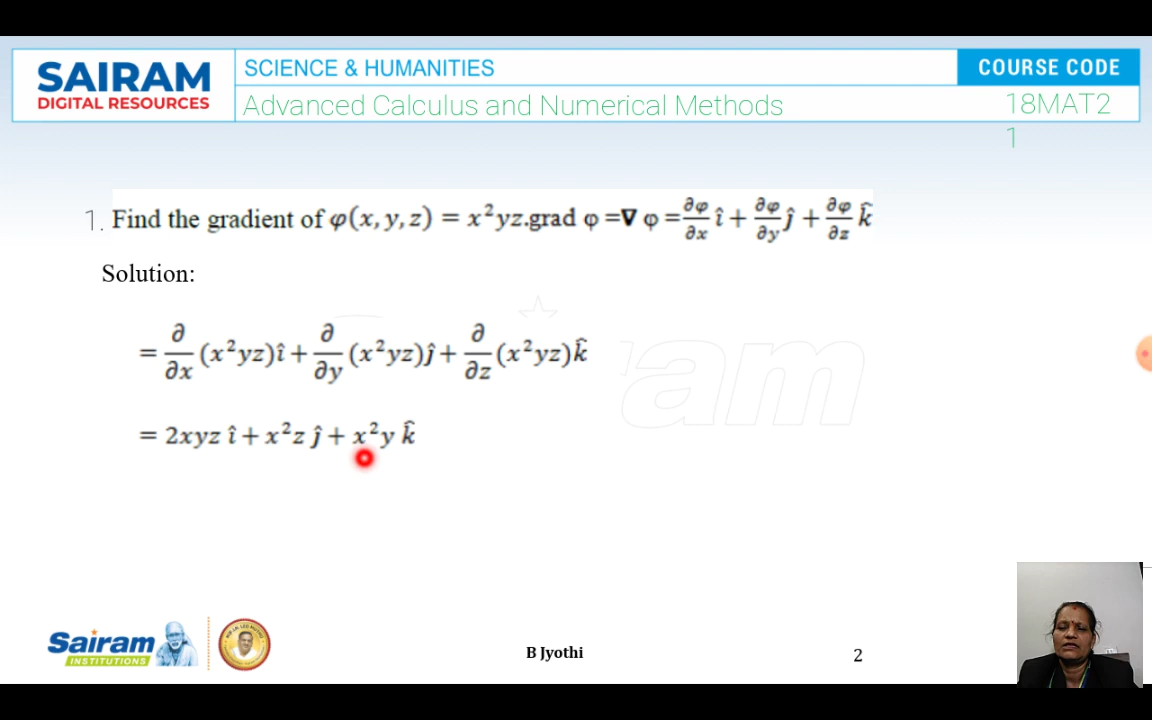 SAIRAM
DIGITAL RESOURCES
SCIENCE & HUMANITIES
COURSE CODE
Advanced Calculus and Numerical Methods
18MAT2
1
1. Find the gradient of φ(x, y, z) = x²yz.grad φ =∇ φ =∂φ/∂x î + ∂φ/∂y ĵ + ∂φ/∂z k̂
Solution:
= ∂/∂x (x²yz)î + ∂/∂y (x²yz)ĵ + ∂/∂z (x²yz)k̂
= 2xyz î + x²z ĵ + x²y k̂
Sairam
INSTITUTIONS
B Jyothi
2